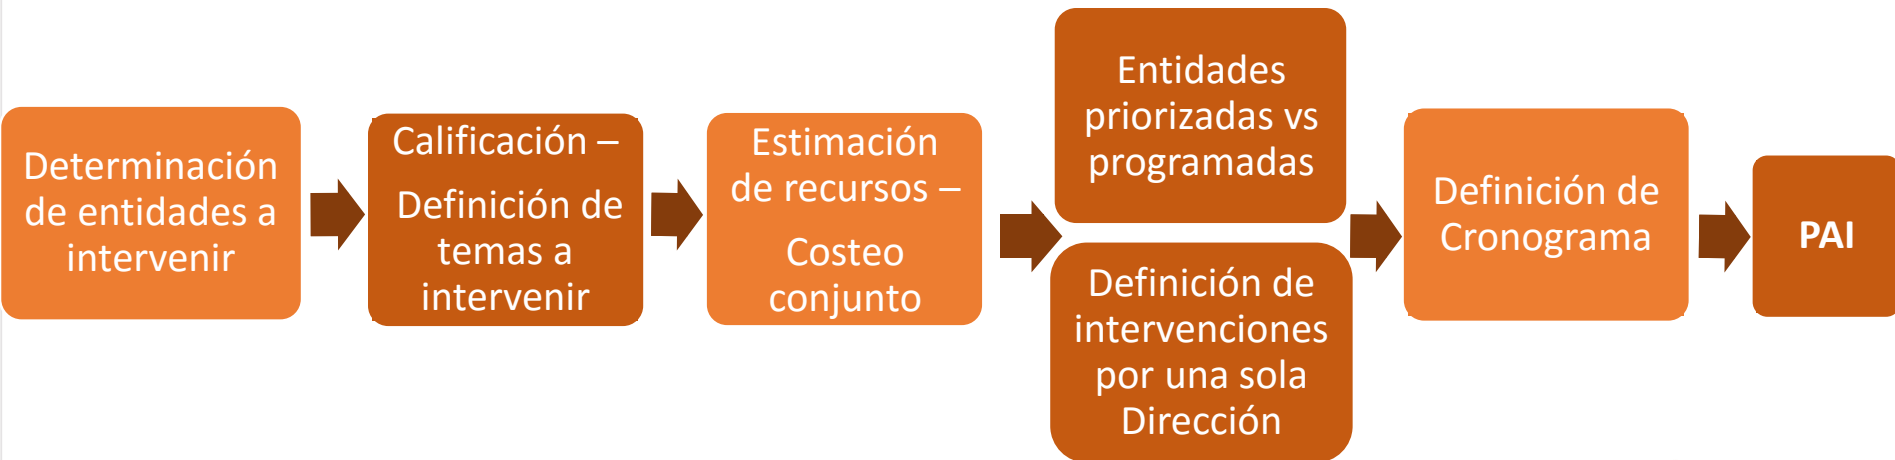 Determinación
de entidades a
intervenir
Calificación –
Definición de
temas a
intervenir
Estimación
de recursos –
Costeo
conjunto
Entidades
priorizadas vs
programadas
Definición de
intervenciones
por una sola
Dirección
Definición de
Cronograma
PAI